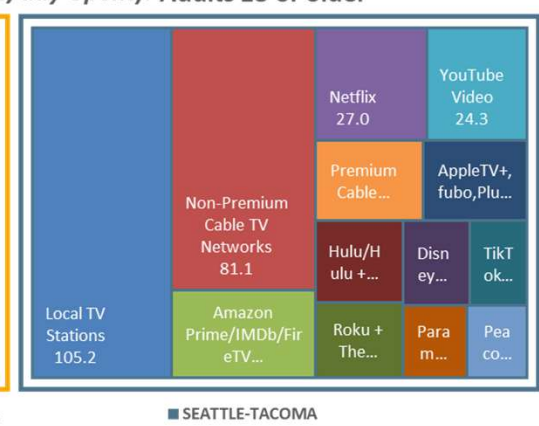 Adults 25 or older
Local TV
Stations
105.2
Non-Premium
Cable TV
Networks
81.1
Amazon
Prime/IMDb/Fir
eTV...
Netflix
27.0
YouTube
Video
24.3
Premium
Cable...
AppleTV+,
fubo,Plu...
Hulu/H
ulu +...
Disn
ey...
TikT
ok...
Roku +
The...
Para
m...
Pea
co...
SEATTLE-TACOMA